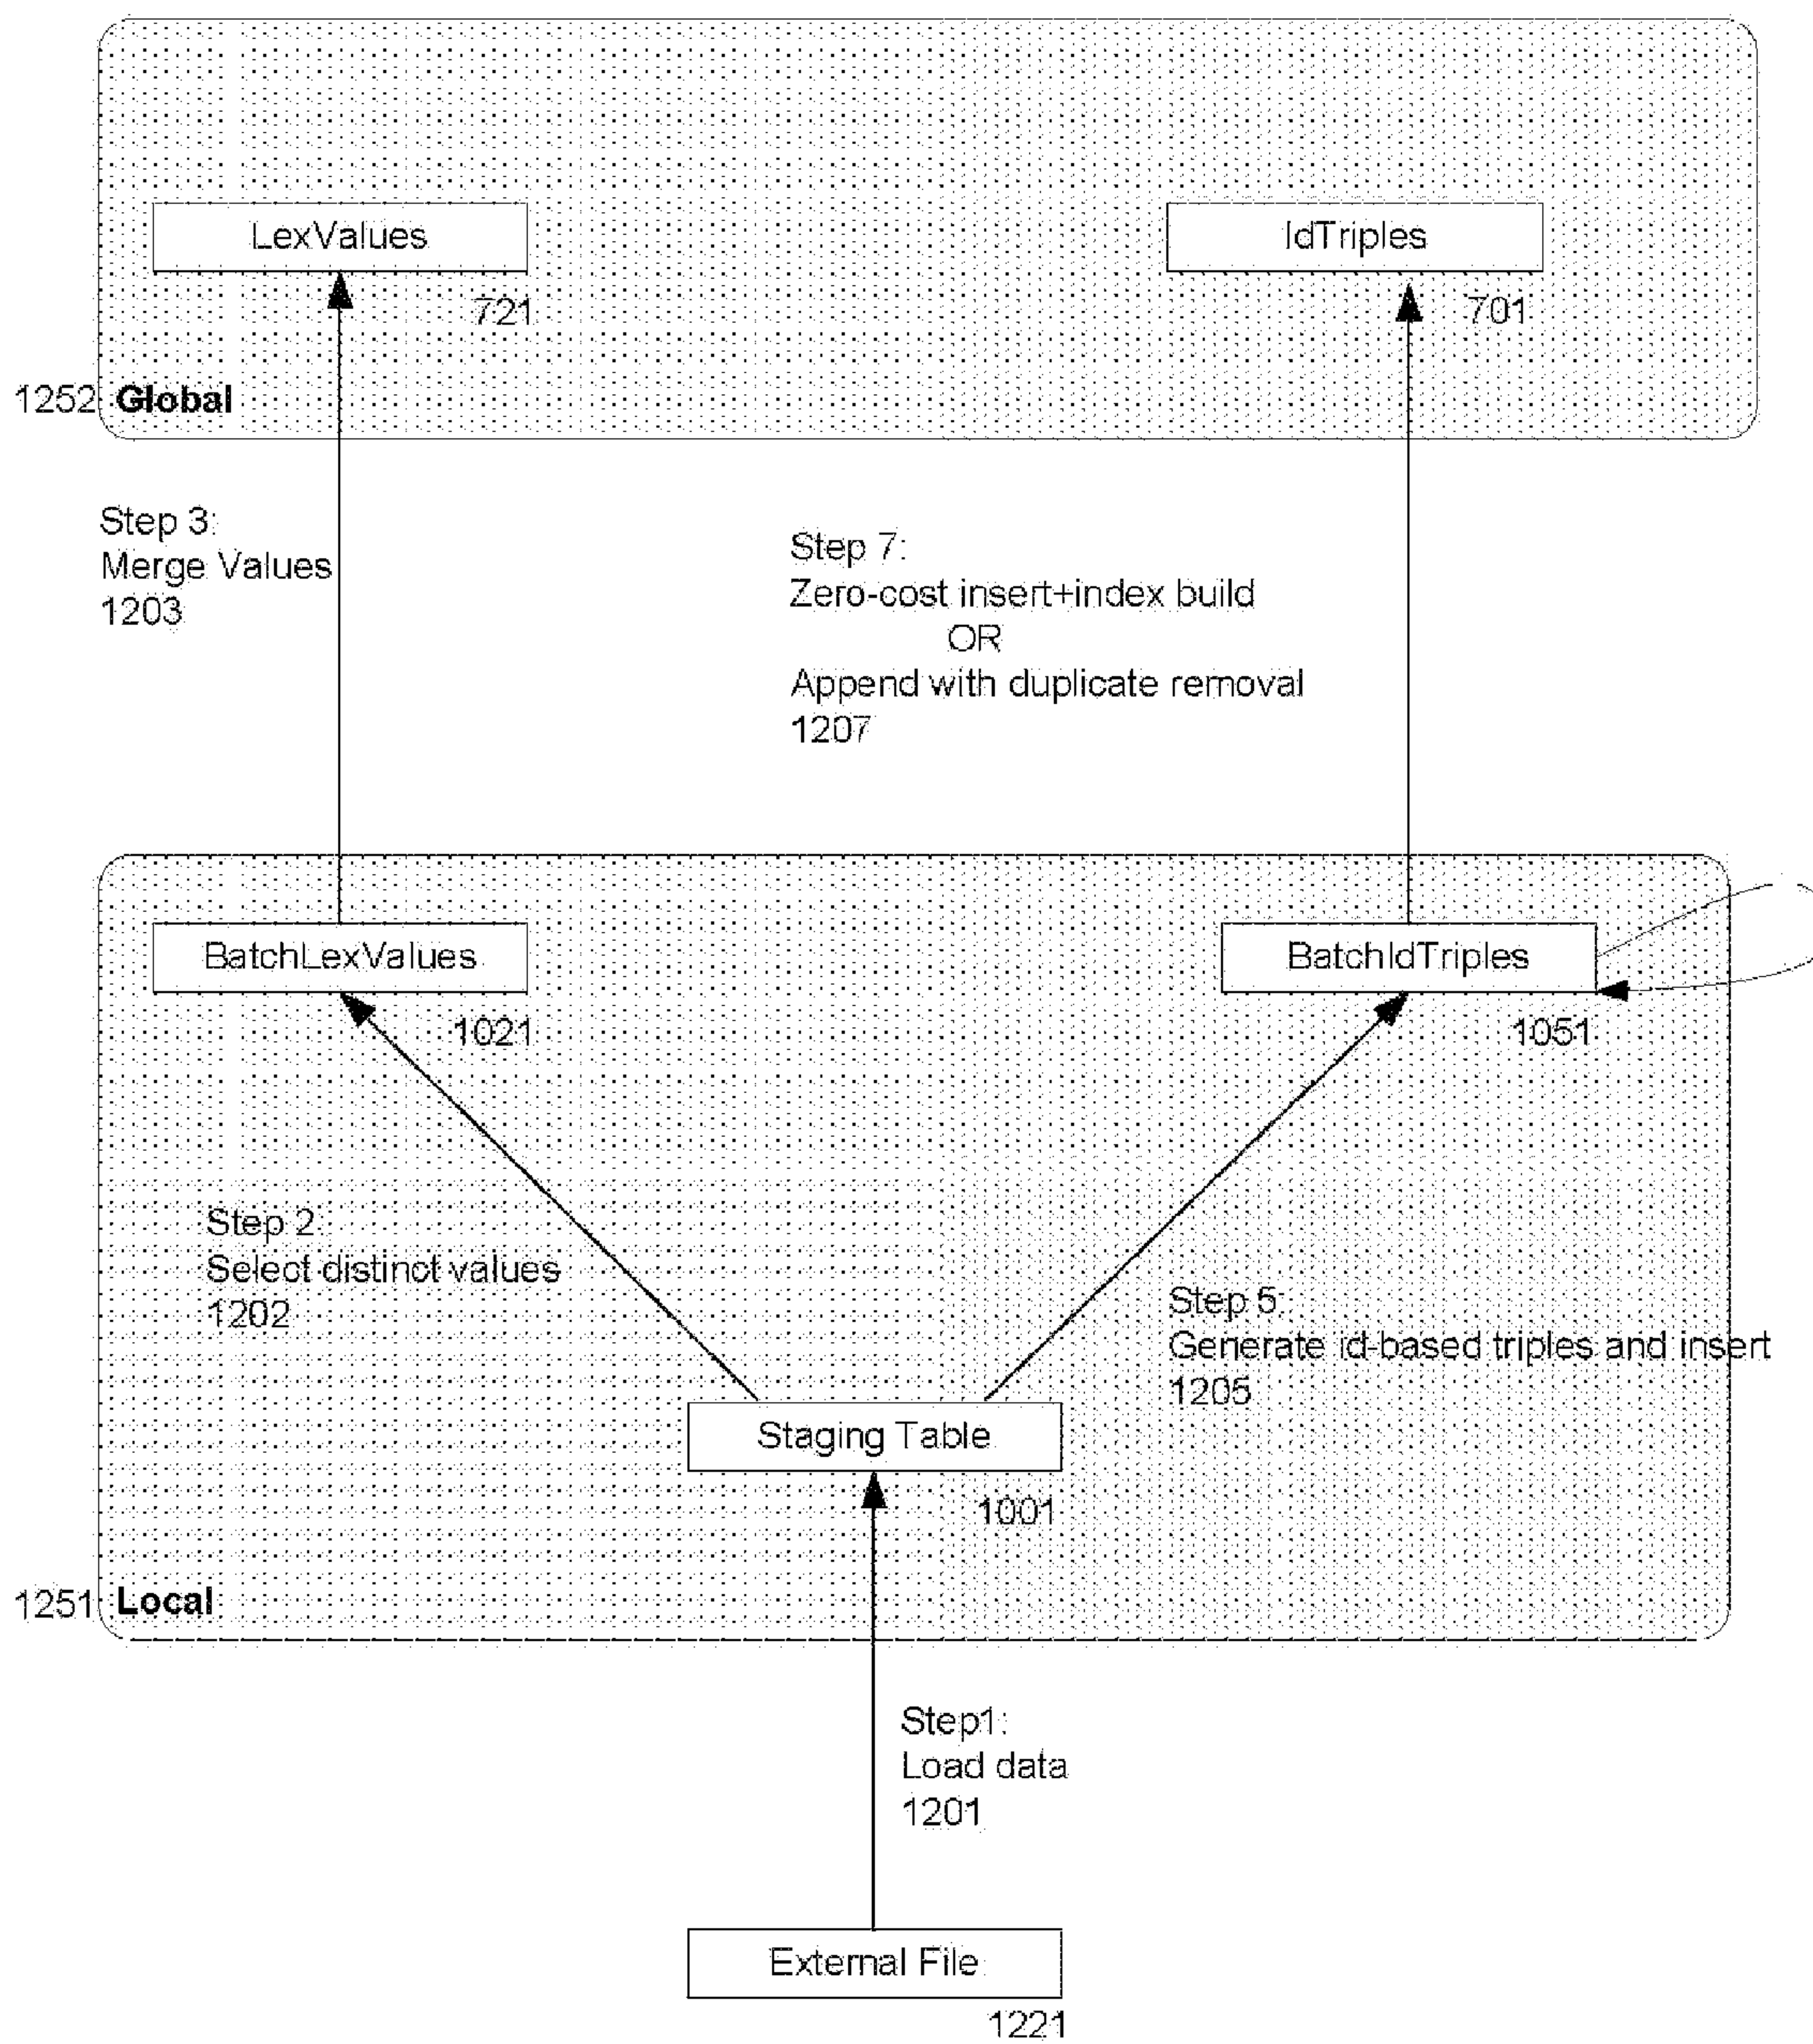 LexValues
IdTriples
721
701
1252 Global
Step 3:
Merge Values
1203
Step 7:
Zero-cost insert+index build
OR
Append with duplicate removal
1207
BatchLexValues
BatchIdTriples
1021
1051
Step 2
Select distinct values
1202
Step 5
Generate id-based triples and insert
1205
Staging Table
1001
1251 Local
Step1:
Load data
1201
External File
1221